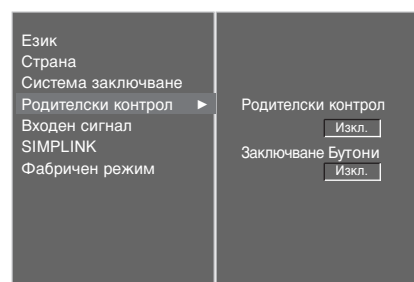 Език
Страна
Система заключване
Родителски контрол ►
Входен сигнал
SIMPLINK
Фабричен режим
Родителски контрол
Изкл.
Заключване Бутони
Изкл.